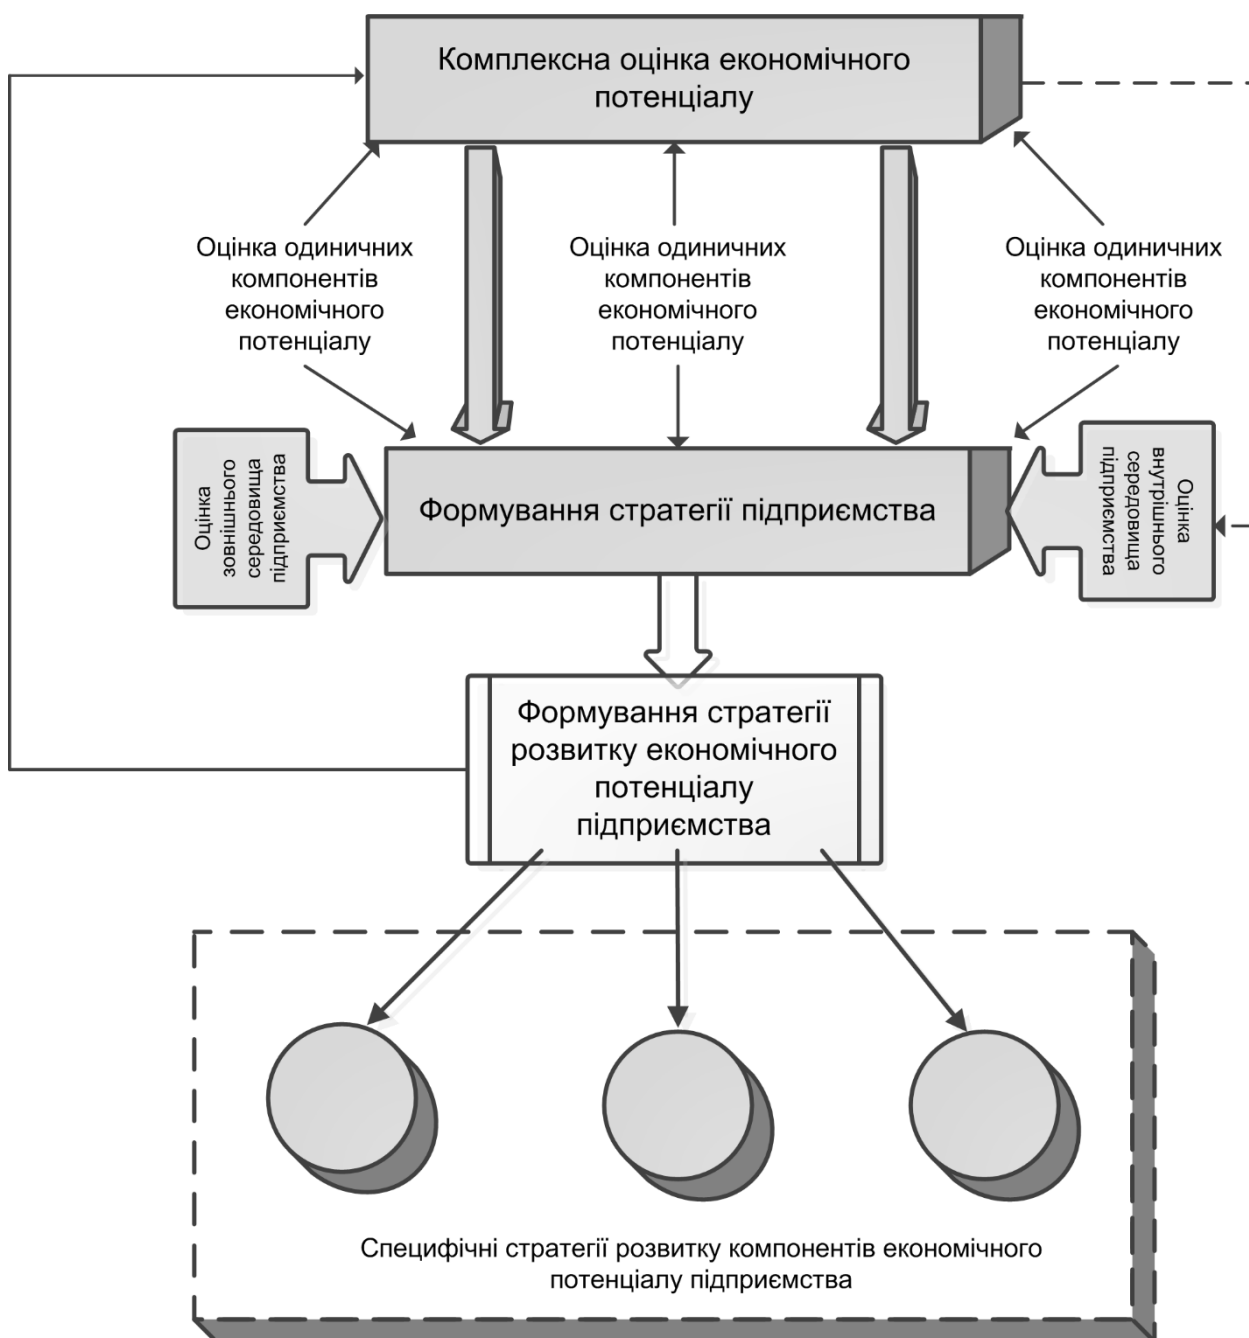 Комплексна оцінка економічного
потенціалу
Оцінка одиничних
компонентів
економічного
потенціалу
Оцінка одиничних
компонентів
економічного
потенціалу
Оцінка одиничних
компонентів
економічного
потенціалу
Оцінка
зовнішнього
середовища
підприємства
Формування стратегії підприємства
Оцінка
внутрішнього
середовища
підприємства
Формування стратегії
розвитку економічного
потенціалу
підприємства
Специфічні стратегії розвитку компонентів економічного
потенціалу підприємства